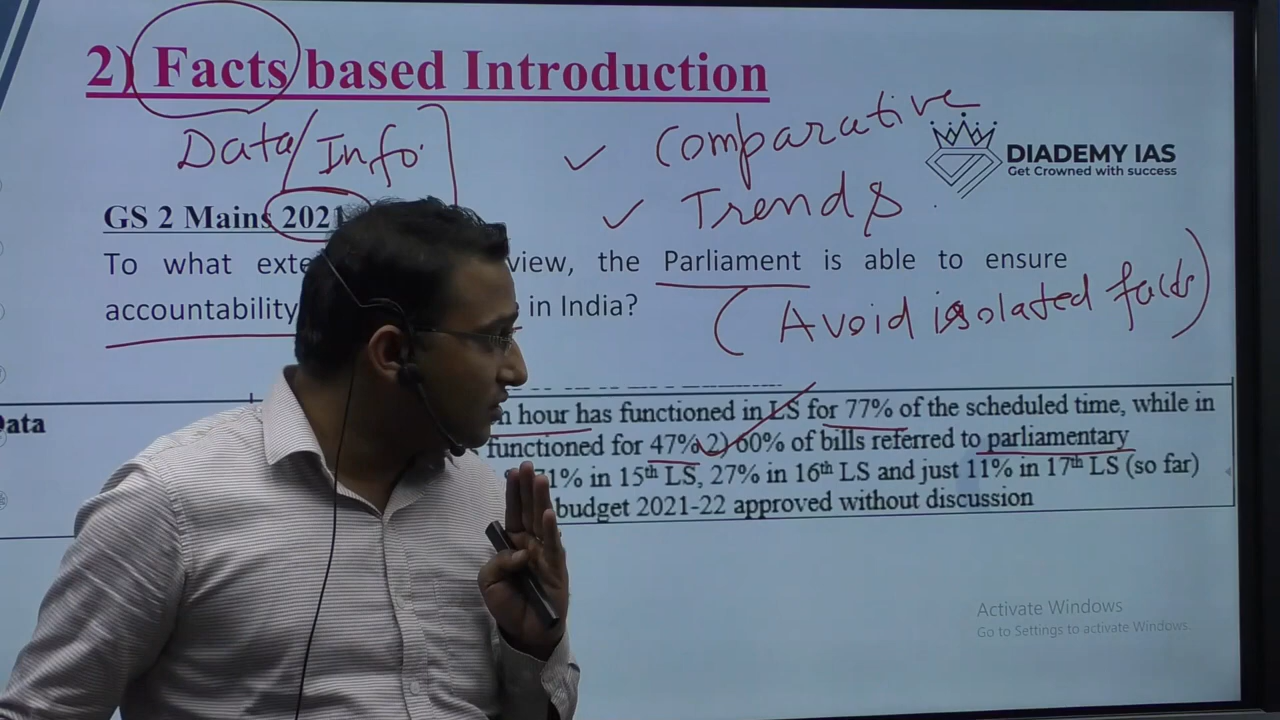 2) Facts based Introduction
Data/Info.
✓ Comparative
✓ Trends.
DIADEMY IAS
Get Crowned with success
GS 2 Mains 2021
To what view, the Parliament is able to ensure
accountability in India?
(Avoid isolated facts)
Data
hour has functioned in LS for 77% of the scheduled time, while in
functioned for 47% 2) 60% of bills referred to parliamentary
71% in 15th LS, 27% in 16th LS and just 11% in 17th LS (so far)
budget 2021-22 approved without discussion
Activate Windows
Go to Settings to activate Windows.